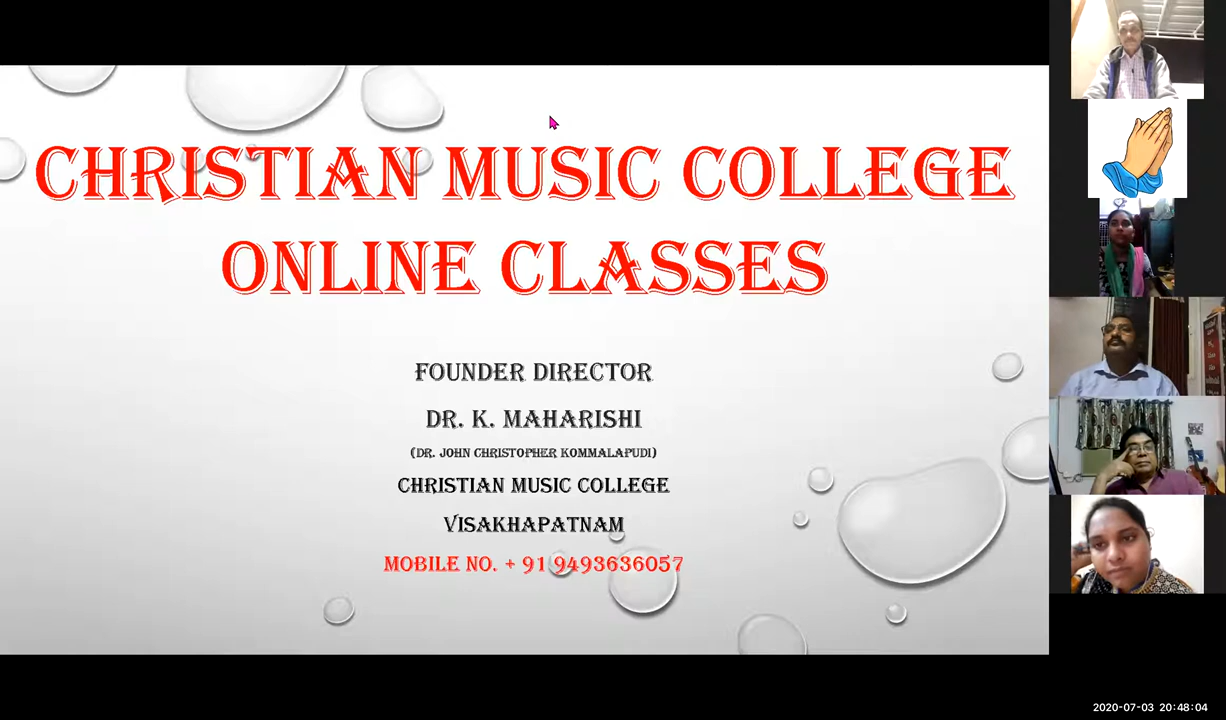 CHRISTIAN MUSIC COLLEGE
ONLINE CLASSES
FOUNDER DIRECTOR
DR. K. MAHARISHI
(DR. JOHN CHRISTOPHER KOMMALAPUDI)
CHRISTIAN MUSIC COLLEGE
VISAKHAPATNAM
MOBILE NO. + 91 9493636057
2020-07-03 20:48:04